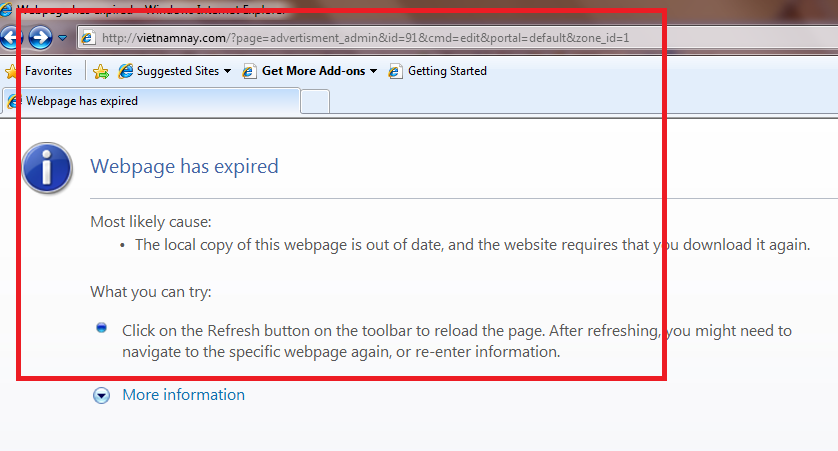 Webpage has expired - Windows Internet Explorer
http://vietnamnay.com/?page=advertisment_admin&id=91&cmd=edit&portal=default&zone_id=1
Favorites Suggested Sites Get More Add-ons Getting Started
Webpage has expired
Webpage has expired
Most likely cause:
• The local copy of this webpage is out of date, and the website requires that you download it again.
What you can try:
Click on the Refresh button on the toolbar to reload the page. After refreshing, you might need to
navigate to the specific webpage again, or re-enter information.
More information